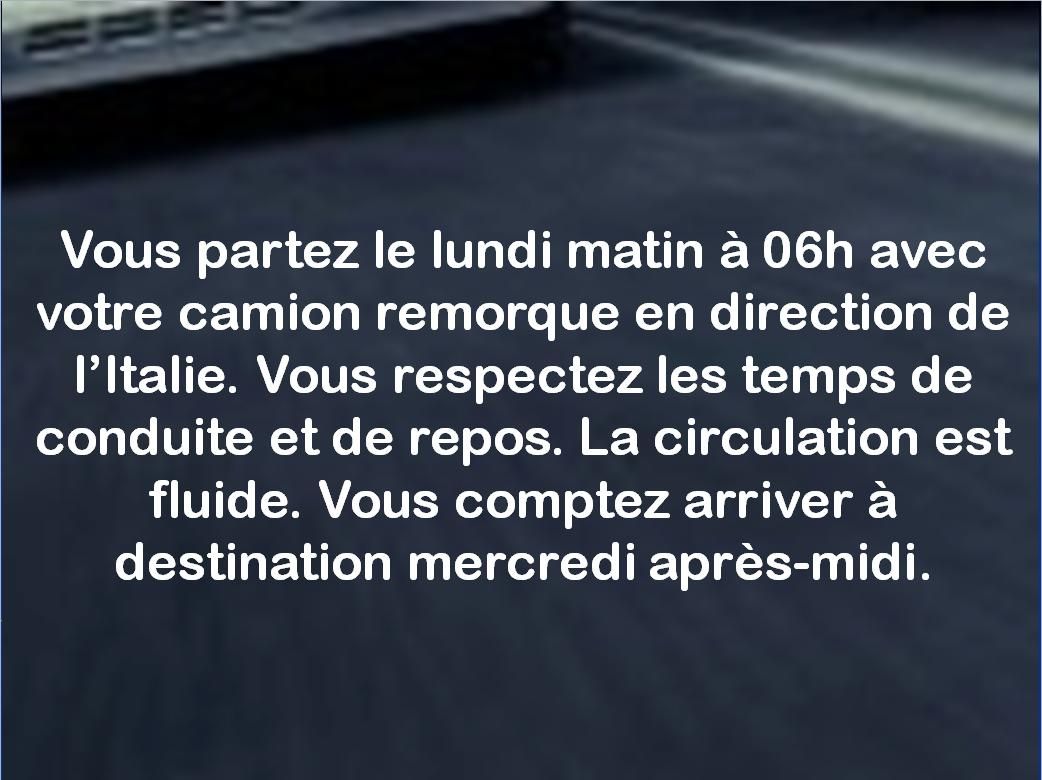 Vous partez le lundi matin à 06h avec
votre camion remorque en direction de
l’Italie. Vous respectez les temps de
conduite et de repos. La circulation est
fluide. Vous comptez arriver à
destination mercredi après-midi.